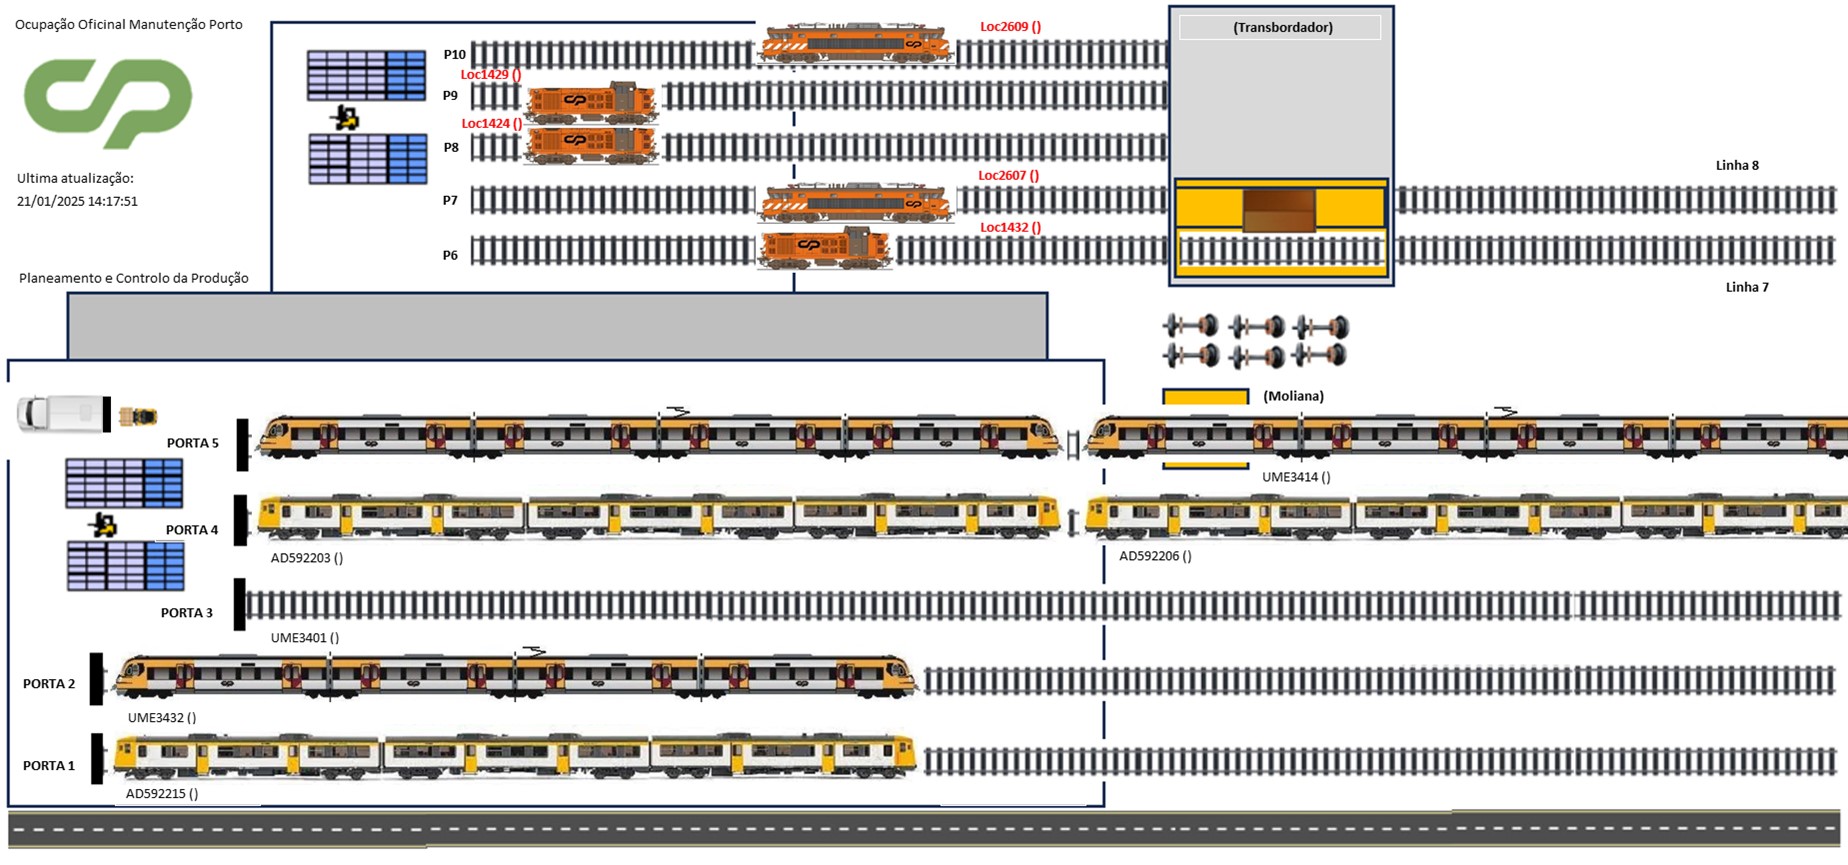 Ocupação Oficinal Manutenção Porto
Loc2609 ()
(Transbordador)
P10
Loc1429 ()
P9
Loc1424 ()
P8
Linha 8
Ultima atualização:
21/01/2025 14:17:51
Loc2607 ()
P7
Loc1432 ()
P6
Planeamento e Controlo da Produção
Linha 7
(Moliana)
PORTA 5
UME3414 ()
PORTA 4
AD592203 ()
AD592206 ()
PORTA 3
UME3401 ()
PORTA 2
UME3432 ()
PORTA 1
AD592215 ()